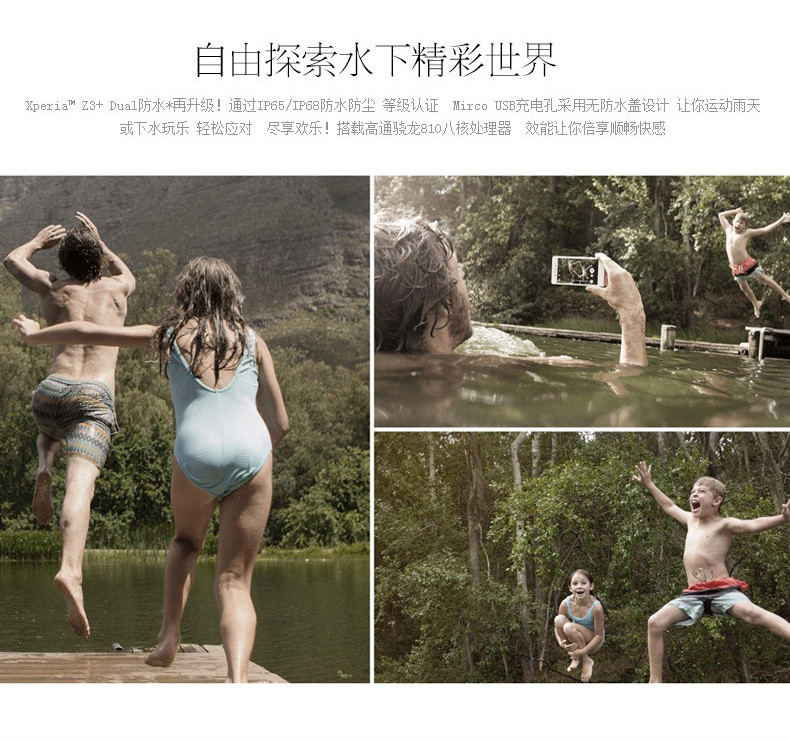 自由探索水下精彩世界
Xperia™ Z3+ Dual防水*再升级！通过IP65/IP68防水防尘 等级认证 Mirco USB充电孔采用无防水盖设计 让你运动雨天
或下水玩乐 轻松应对 尽享欢乐！搭载高通骁龙810八核处理器 效能让你倍享顺畅快感